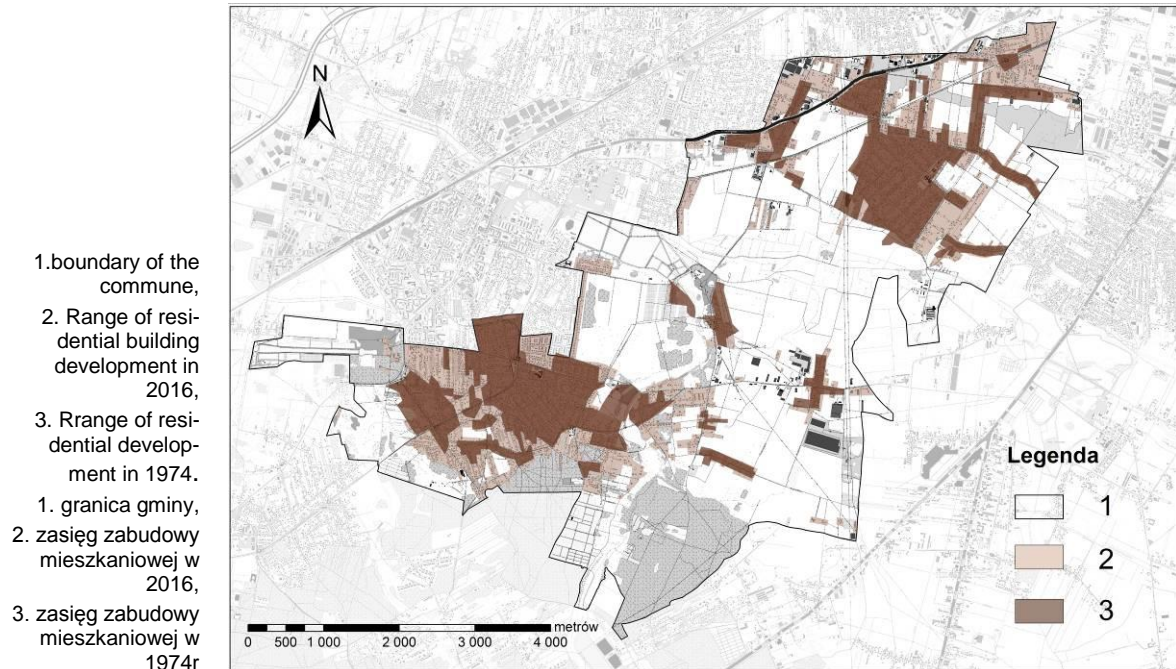 1.boundary of the
commune,
2. Range of resi-
dential building
development in
2016,
3. Rrange of resi-
dential develop-
ment in 1974.
1. granica gminy,
2. zasięg zabudowy
mieszkaniowej w
2016,
3. zasięg zabudowy
mieszkaniowej w
1974r
N
Legenda
1
2
3
metrów
0 500 1 000 2 000 3 000 4 000